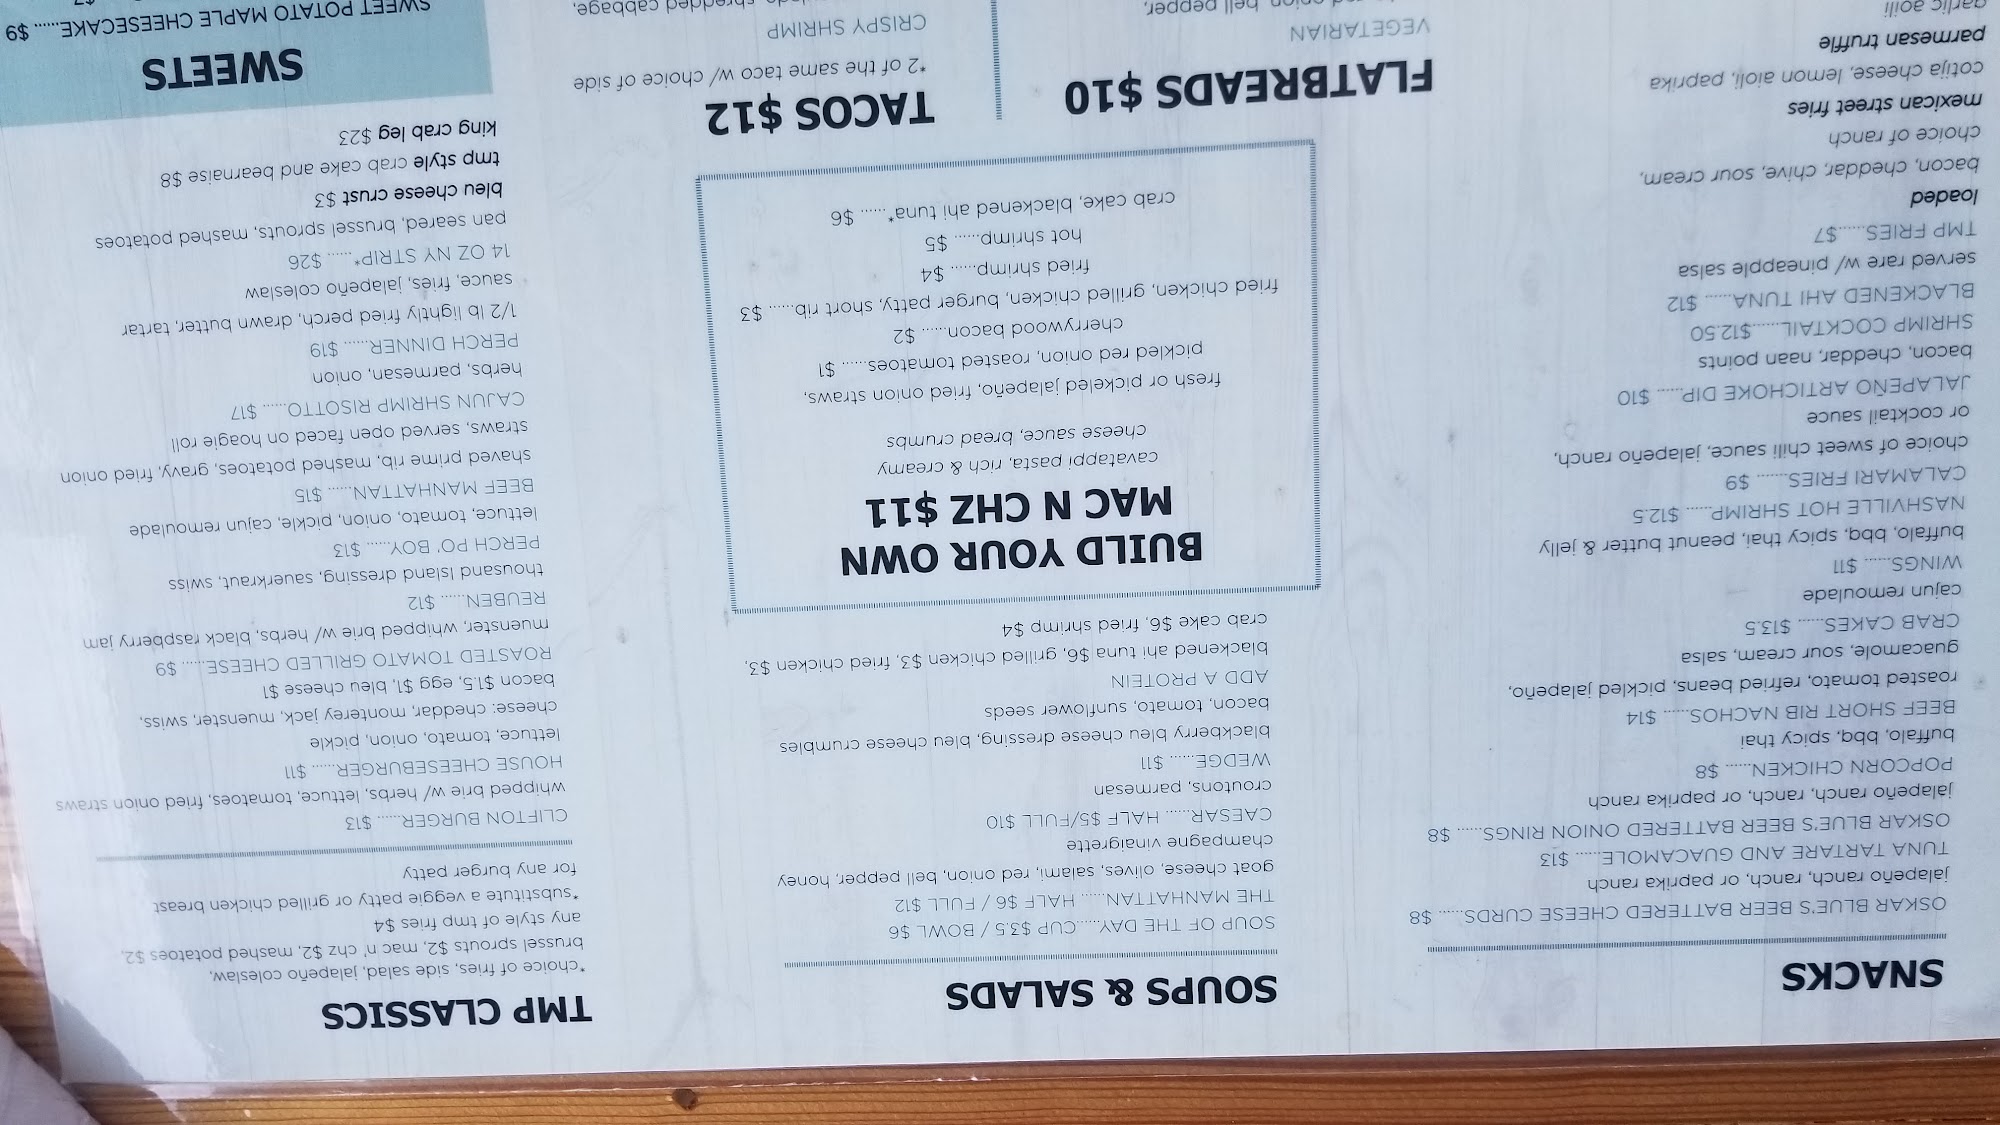 SNACKS
OSKAR BLUE'S BEER BATTERED CHEESE CURDS...... $8
jalapeño ranch, ranch, or paprika ranch
TUNA TARTARE AND GUACAMOLE...... $13
OSKAR BLUE'S BEER BATTERED ONION RINGS...... $8
jalapeño ranch, ranch, or paprika ranch
POPCORN CHICKEN...... $8
buffalo, bbq, spicy thai
BEEF SHORT RIB NACHOS...... $14
roasted tomato, refried beans, pickled jalapeño,
guacamole, sour cream, salsa
CRAB CAKES...... $13.5
cajun remoulade
WINGS...... $11
buffalo, bbq, spicy thai, peanut butter & jelly
NASHVILLE HOT SHRIMP...... $12.5
CALAMARI FRIES....... $9
choice of sweet chili sauce, jalapeño ranch,
or cocktail sauce
JALAPEÑO ARTICHOKE DIP...... $10
bacon, cheddar, naan points
SHRIMP COCKTAIL......$12.50
BLACKENED AHI TUNA...... $12
served rare w/ pineapple salsa
TMP FRIES......$7
loaded
bacon, cheddar, chive, sour cream,
choice of ranch
mexican street fries
cotija cheese, lemon aioli, paprika
parmesan truffle
garlic aoili
SOUPS & SALADS
SOUP OF THE DAY......CUP $3.5 / BOWL $6
THE MANHATTAN...... HALF $6 / FULL $12
goat cheese, olives, salami, red onion, bell pepper, honey
champagne vinaigrette
CAESAR...... HALF $5/FULL $10
croutons, parmesan
WEDGE...... $11
blackberry bleu cheese dressing, bleu cheese crumbles
bacon, tomato, sunflower seeds
ADD A PROTEIN
blackened ahi tuna $6, grilled chicken $3, fried chicken $3,
crab cake $6, fried shrimp $4
BUILD YOUR OWN
MAC N CHZ $11
cavatappi pasta, rich & creamy
cheese sauce, bread crumbs
fresh or pickeled jalapeño, fried onion straws,
pickled red onion, roasted tomatoes...... $1
cherrywood bacon...... $2
fried chicken, grilled chicken, burger patty, short rib...... $3
fried shrimp...... $4
hot shrimp...... $5
crab cake, blackened ahi tuna*...... $6
FLATBREADS $10
VEGETARIAN
onion, bell pepper,
TACOS $12
*2 of the same taco w/ choice of side
CRISPY SHRIMP
shredded cabbage,
TMP CLASSICS
*choice of fries, side salad, jalapeño coleslaw,
brussel sprouts $2, mac n' chz $2, mashed potatoes $2,
any style of tmp fries $4
*substitute a veggie patty or grilled chicken breast
for any burger patty
CLIFTON BURGER...... $13
whipped brie w/ herbs, lettuce, tomatoes, fried onion straws
HOUSE CHEESEBURGER...... $11
lettuce, tomato, onion, pickle
cheese: cheddar, monterey jack, muenster, swiss,
bacon $1.5, egg $1, bleu cheese $1
ROASTED TOMATO GRILLED CHEESE...... $9
muenster, whipped brie w/ herbs, black raspberry jam
REUBEN...... $12
thousand Island dressing, sauerkraut, swiss
PERCH PO' BOY...... $13
lettuce, tomato, onion, pickle, cajun remoulade
BEEF MANHATTAN...... $15
shaved prime rib, mashed potatoes, gravy, fried onion
straws, served open faced on hoagie roll
CAJUN SHRIMP RISOTTO...... $17
herbs, parmesan, onion
PERCH DINNER...... $19
1/2 lb lightly fried perch, drawn butter, tartar
sauce, fries, jalapeño coleslaw
14 OZ NY STRIP*...... $26
pan seared, brussel sprouts, mashed potatoes
bleu cheese crust $3
tmp style crab cake and bearnaise $8
king crab leg $23
SWEETS
SWEET POTATO MAPLE CHEESECAKE...... $9